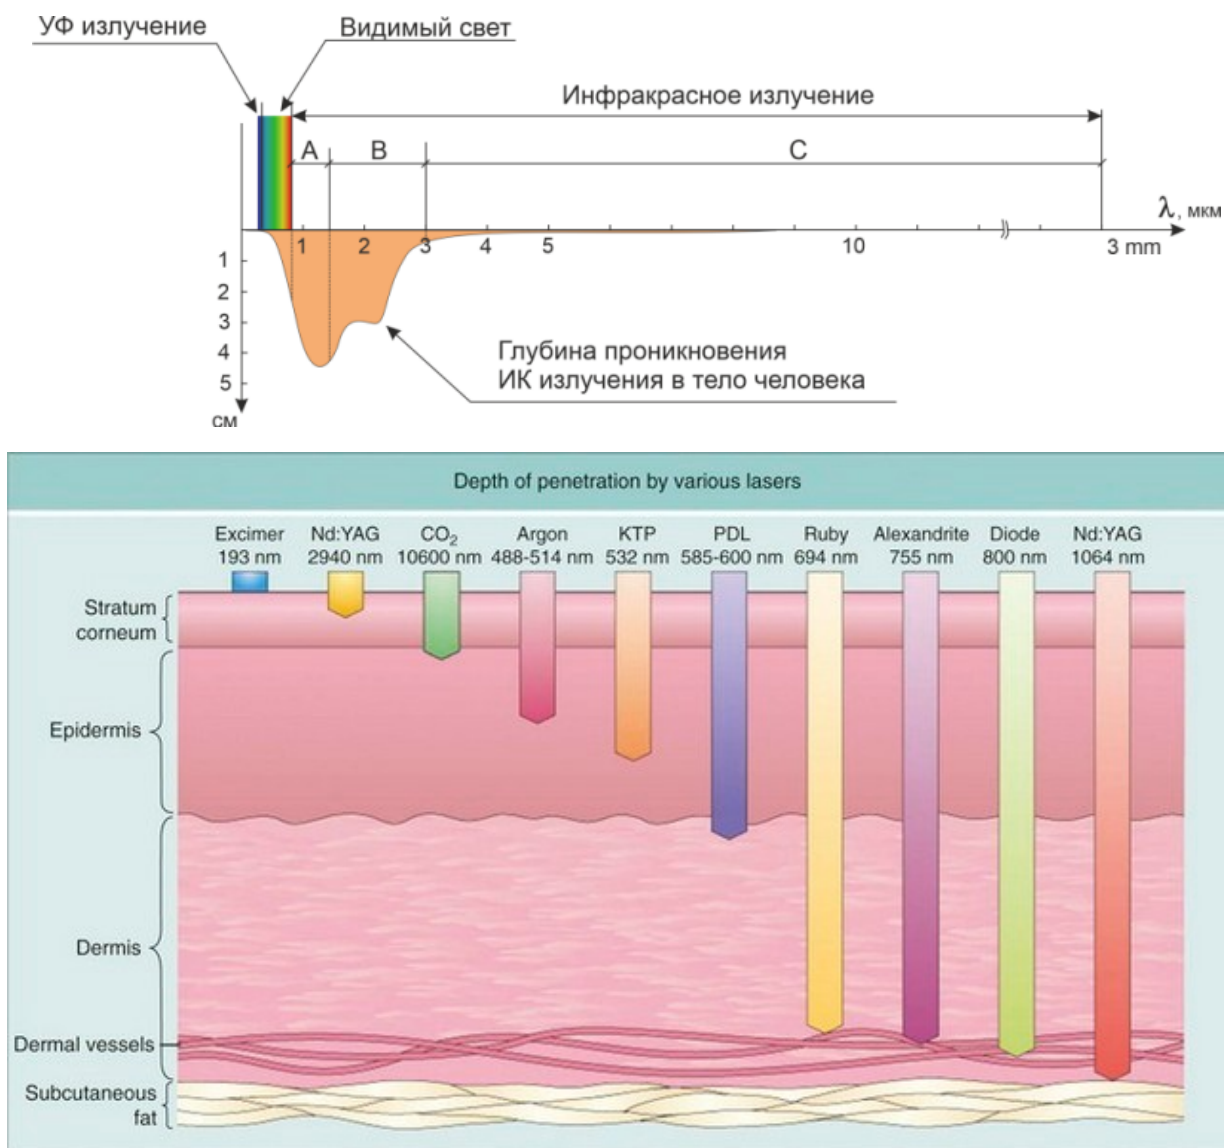 УФ излучение
Видимый свет
Инфракрасное излучение
A
B
C
λ, мкм
1
2
3
4
5
10
3 mm
1
2
3
4
5
см
Глубина проникновения
ИК излучения в тело человека
Depth of penetration by various lasers
Excimer
193 nm
Nd:YAG
2940 nm
CO₂
10600 nm
Argon
488-514 nm
KTP
532 nm
PDL
585-600 nm
Ruby
694 nm
Alexandrite
755 nm
Diode
800 nm
Nd:YAG
1064 nm
Stratum
corneum
Epidermis
Dermis
Dermal vessels
Subcutaneous
fat